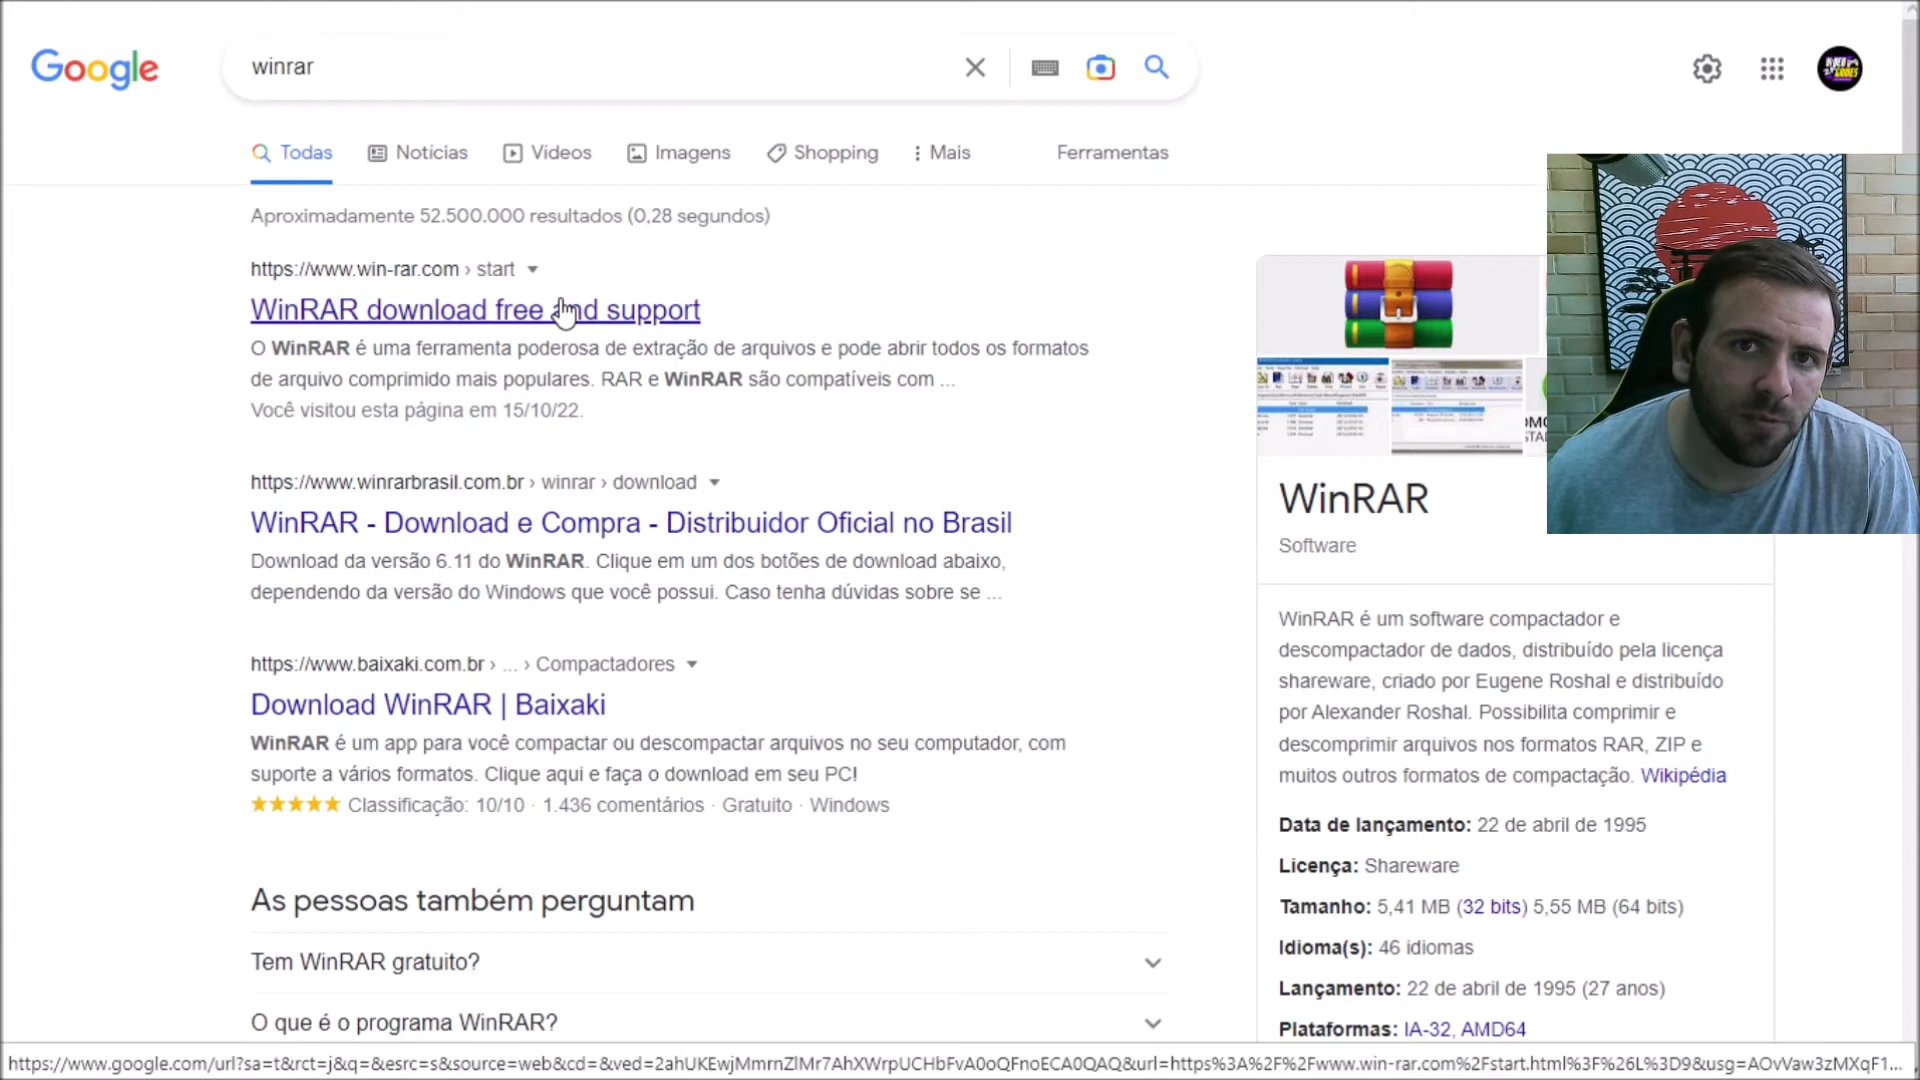 Google
winrar
Todas
Notícias
Videos
Imagens
Shopping
Mais
Ferramentas
Aproximadamente 52.500.000 resultados (0,28 segundos)
https://www.win-rar.com › start
WinRAR download free and support
O WinRAR é uma ferramenta poderosa de extração de arquivos e pode abrir todos os formatos
de arquivo comprimido mais populares. RAR e WinRAR são compatíveis com ...
Você visitou esta página em 15/10/22.
https://www.winrarbrasil.com.br › winrar › download
WinRAR - Download e Compra - Distribuidor Oficial no Brasil
Download da versão 6.11 do WinRAR. Clique em um dos botões de download abaixo,
dependendo da versão do Windows que você possui. Caso tenha dúvidas sobre se ...
https://www.baixaki.com.br › ... › Compactadores
Download WinRAR | Baixaki
WinRAR é um app para você compactar ou descompactar arquivos no seu computador, com
suporte a vários formatos. Clique aqui e faça o download em seu PC!
Classificação: 10/10 · 1.436 comentários · Gratuito · Windows
As pessoas também perguntam
Tem WinRAR gratuito?
O que é o programa WinRAR?
WinRAR
Software
WinRAR é um software compactador e
descompactador de dados, distribuído pela licença
shareware, criado por Eugene Roshal e distribuído
por Alexander Roshal. Possibilita comprimir e
descomprimir arquivos nos formatos RAR, ZIP e
muitos outros formatos de compactação. Wikipédia
Data de lançamento: 22 de abril de 1995
Licença: Shareware
Tamanho: 5,41 MB (32 bits) 5,55 MB (64 bits)
Idioma(s): 46 idiomas
Lançamento: 22 de abril de 1995 (27 anos)
Plataformas: IA-32, AMD64
https://www.google.com/url?sa=t&rct=j&q=&esrc=s&source=web&cd=&ved=2ahUKEwjMmrnZlMr7AhXWrpUCHbFvA0oQFnoECA0QAQ&url=https%3A%2F%2Fwww.win-rar.com%2Fstart.html%3F%26L%3D9&usg=AOvVaw3zMXqF1...